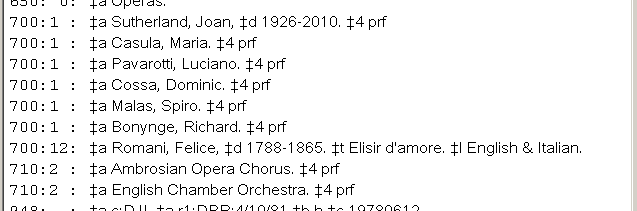 650: 0: ‡a Operas.
700:1 : ‡a Sutherland, Joan, ‡d 1926-2010. ‡4 prf
700:1 : ‡a Casula, Maria. ‡4 prf
700:1 : ‡a Pavarotti, Luciano. ‡4 prf
700:1 : ‡a Cossa, Dominic. ‡4 prf
700:1 : ‡a Malas, Spiro. ‡4 prf
700:1 : ‡a Bonynge, Richard. ‡4 prf
700:12: ‡a Romani, Felice, ‡d 1788-1865. ‡t Elisir d'amore. ‡l English & Italian.
710:2 : ‡a Ambrosian Opera Chorus. ‡4 prf
710:2 : ‡a English Chamber Orchestra. ‡4 prf
948: : ‡a ‡a ‡b h ‡c 19780612